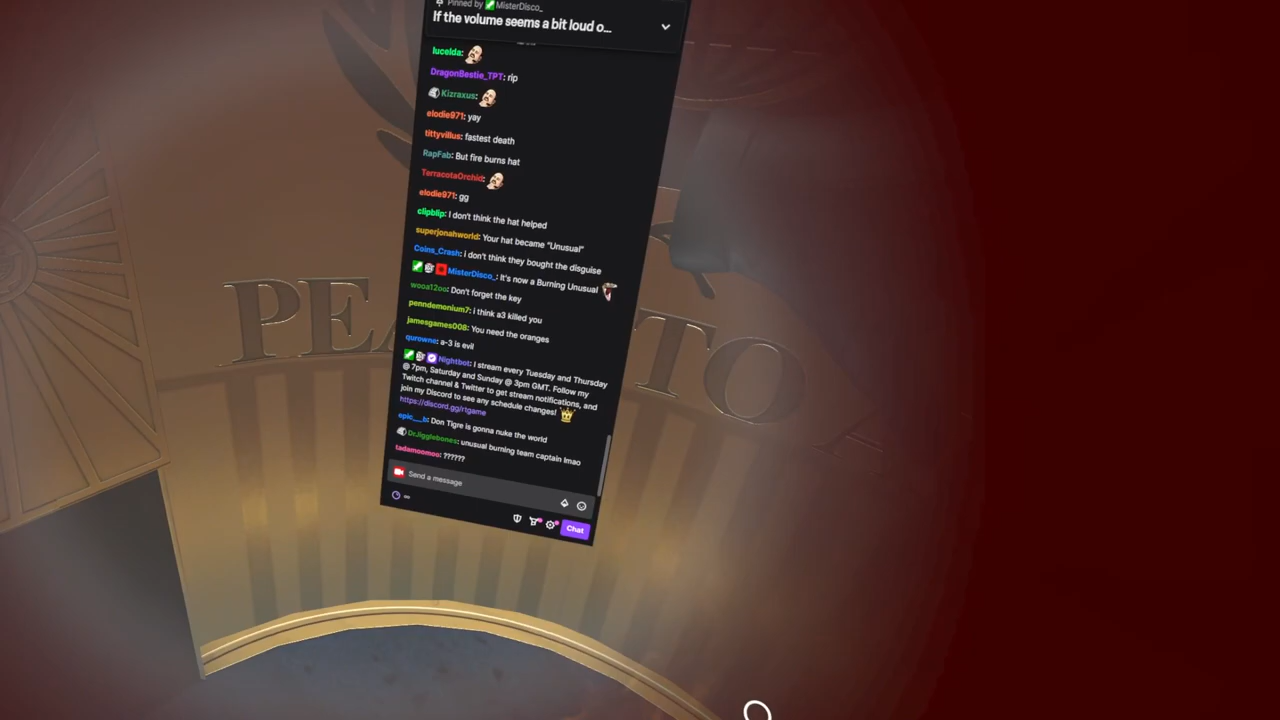 Pinned by MisterDisco_
If the volume seems a bit loud o...
lucelda:
DragonBestie_TPT: rip
Kizraxus:
elodie971: yay
tittyvillus: fastest death
RapFab: But fire burns hat
TerracotaOrchid:
elodie971: gg
clipblip: I don't think the hat helped
superjonahworld: Your hat became "Unusual"
Coins_Crash: i don't think they bought the disguise
MisterDisco_: It's now a Burning Unusual
wooa12oo: Don't forget the key
penndemonium7: i think a3 killed you
jamesgames008: You need the oranges
qurowne: a-3 is evil
Nightbot: I stream every Tuesday and Thursday
@ 7pm, Saturday and Sunday @ 3pm GMT. Follow my
Twitch channel & Twitter to get stream notifications, and
join my Discord to see any schedule changes!
https://discord.gg/rtgame
Don Tigre is gonna nuke the world
Dr.Jigglebones: unusual burning team captain lmao
tadamoomoo: ??????
Send a message
∞
Chat
PEA
TO